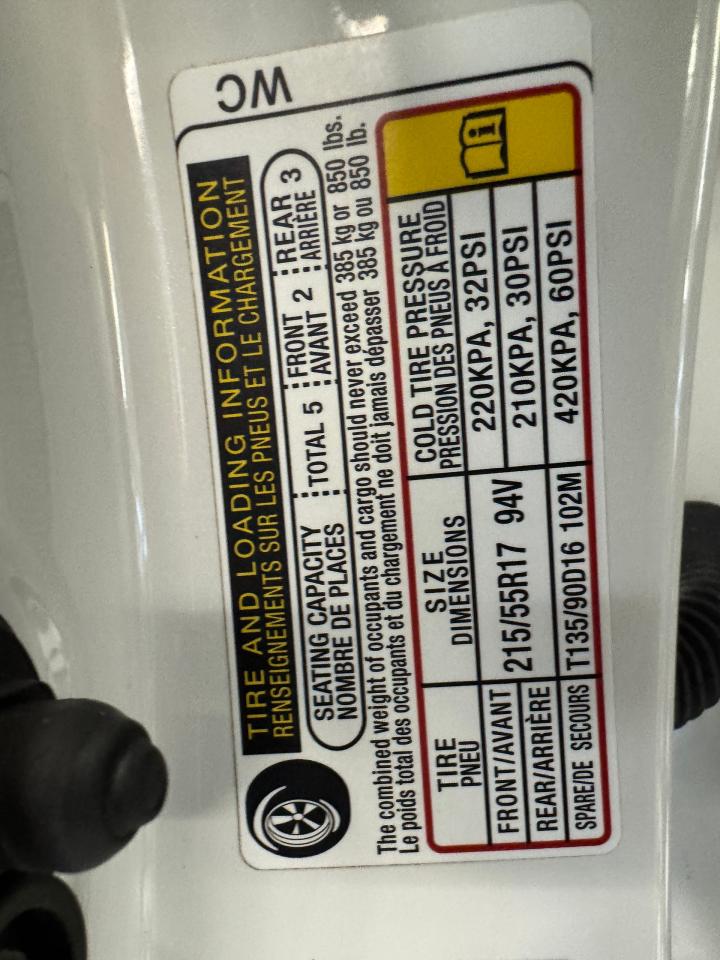 WC
TIRE AND LOADING INFORMATION
RENSEIGNEMENTS SUR LES PNEUS ET LE CHARGEMENT
SEATING CAPACITY TOTAL 5 FRONT 2 REAR 3
NOMBRE DE PLACES AVANT ARRIÈRE
The combined weight of occupants and cargo should never exceed 385 kg or 850 lbs.
Le poids total des occupants et du chargement ne doit jamais dépasser 385 kg ou 850 lb.
TIRE SIZE COLD TIRE PRESSURE
PNEU DIMENSIONS PRESSION DES PNEUS À FROID
FRONT/AVANT 215/55R17 94V 220KPA, 32PSI
REAR/ARRIÈRE 210KPA, 30PSI
SPARE/DE SECOURS T135/90D16 102M 420KPA, 60PSI